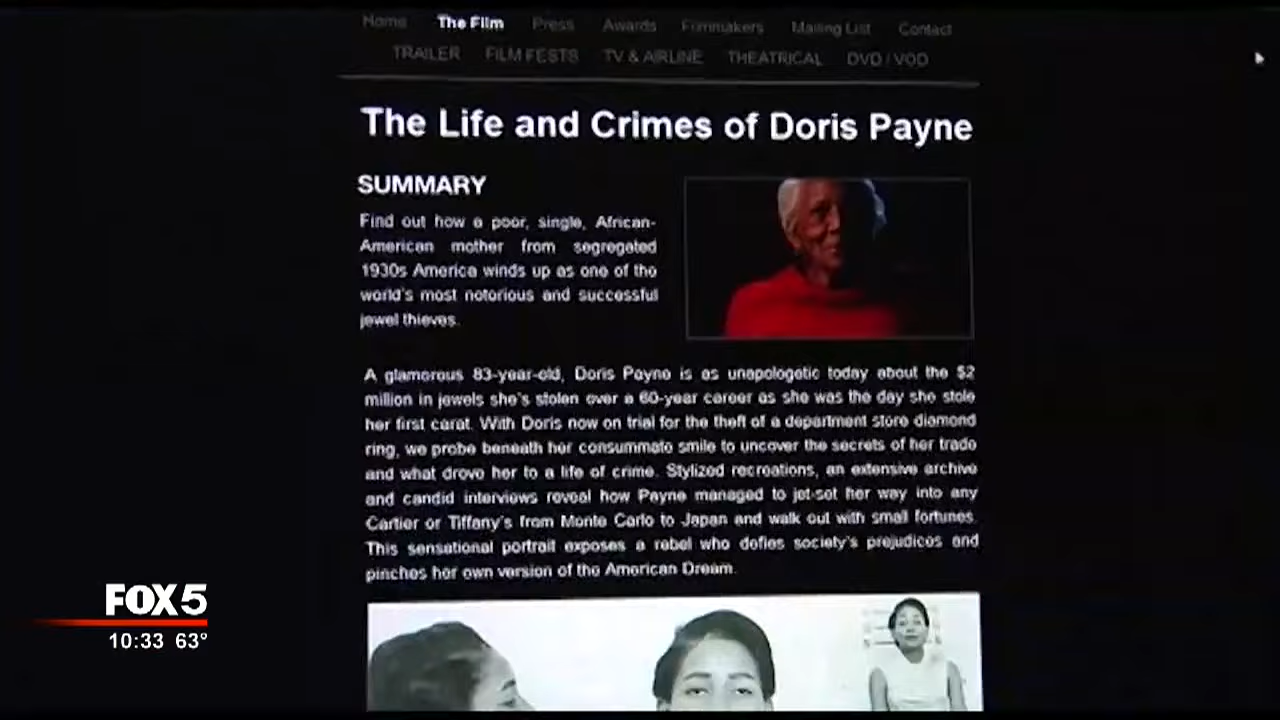 Home The Film Press Awards Filmmakers Mailing List Contact
TRAILER FILM FESTS TV & AIRLINE THEATRICAL DVD / VOD
The Life and Crimes of Doris Payne
SUMMARY
Find out how a poor, single, African-
American mother from segregated
1930s America winds up as one of the
world's most notorious and successful
jewel thieves.
A glamorous 83-year-old, Doris Payne is as unapologetic today about the $2
million in jewels she's stolen over a 60-year career as she was the day she stole
her first carat. With Doris now on trial for the theft of a department store diamond
ring, we probe beneath her consummate smile to uncover the secrets of her trade
and what drove her to a life of crime. Stylized recreations, an extensive archive
and candid interviews reveal how Payne managed to jet-set her way into any
Cartier or Tiffany's from Monte Carlo to Japan and walk out with small fortunes.
This sensational portrait exposes a rebel who defies society's prejudices and
pinches her own version of the American Dream.
FOX 5
10:33 63°